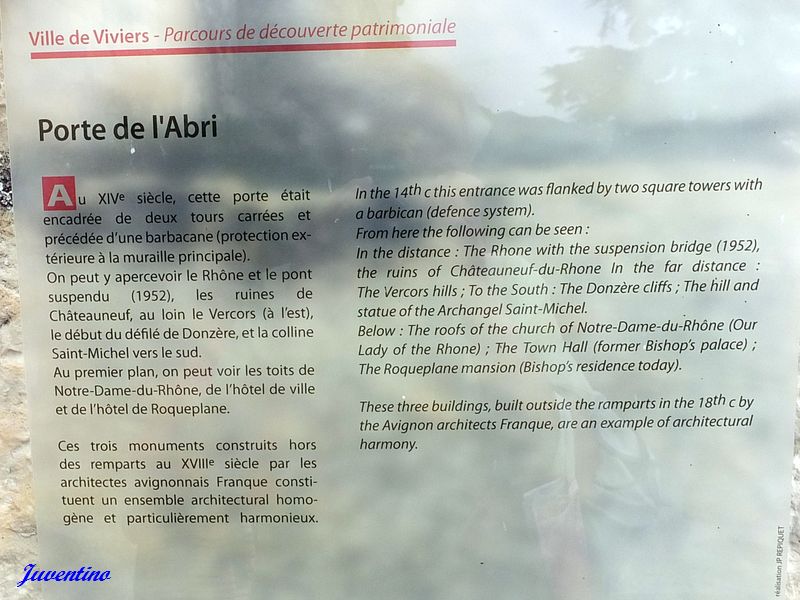 Ville de Viviers - Parcours de découverte patrimoniale
Porte de l'Abri
Au XIVe siècle, cette porte était
encadrée de deux tours carrées et
précédée d'une barbacane (protection ex-
térieure à la muraille principale).
On peut y apercevoir le Rhône et le pont
suspendu (1952), les ruines de
Châteauneuf, au loin le Vercors (à l'est),
le début du défilé de Donzère, et la colline
Saint-Michel vers le sud.
Au premier plan, on peut voir les toits de
Notre-Dame-du-Rhône, de l'hôtel de ville
et de l'hôtel de Roqueplane.
Ces trois monuments construits hors
des remparts au XVIIIe siècle par les
architectes avignonnais Franque consti-
tuent un ensemble architectural homo-
gène et particulièrement harmonieux.
In the 14th c this entrance was flanked by two square towers with
a barbican (defence system).
From here the following can be seen :
In the distance : The Rhone with the suspension bridge (1952),
the ruins of Châteauneuf-du-Rhone In the far distance :
The Vercors hills ; To the South : The Donzère cliffs ; The hill and
statue of the Archangel Saint-Michel.
Below : The roofs of the church of Notre-Dame-du-Rhône (Our
Lady of the Rhone) ; The Town Hall (former Bishop's palace) ;
The Roqueplane mansion (Bishop's residence today).
These three buildings, built outside the ramparts in the 18th c by
the Avignon architects Franque, are an example of architectural
harmony.
réalisation JP REPIQUET
Juventino